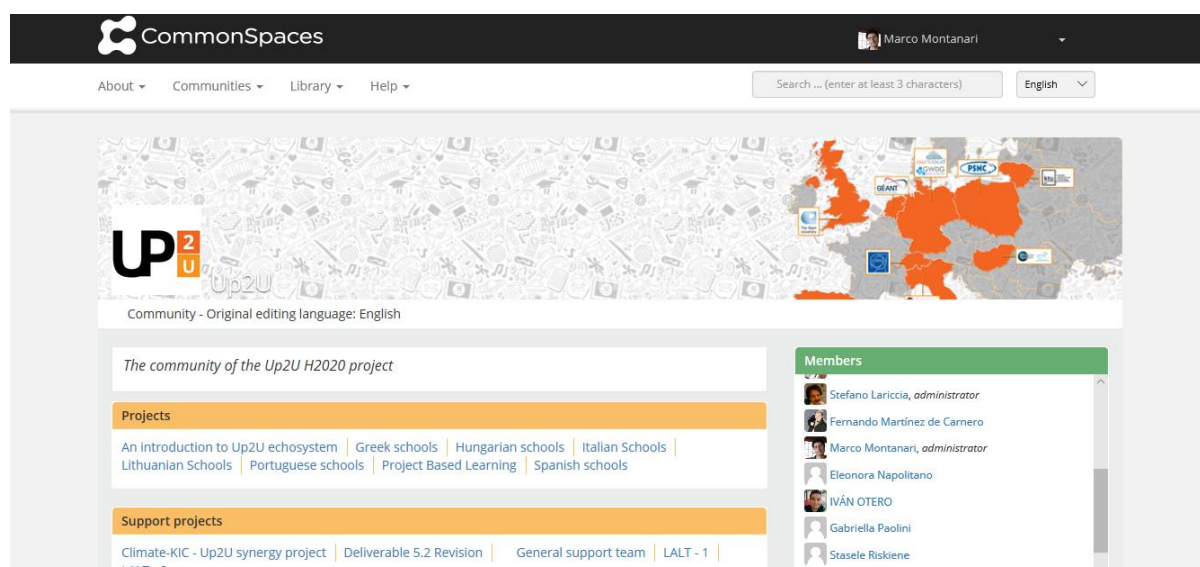 CommonSpaces
Marco Montanari
About Communities Library Help
Search ... (enter at least 3 characters)
English
GWDG
PSNC
GÉANT
UP2U
Up2U
Community - Original editing language: English
The community of the Up2U H2020 project
Projects
An introduction to Up2U echosystem Greek schools Hungarian schools Italian Schools
Lithuanian Schools Portuguese schools Project Based Learning Spanish schools
Support projects
Climate-KIC - Up2U synergy project Deliverable 5.2 Revision General support team LALT - 1
Members
Stefano Lariccia, administrator
Fernando Martínez de Carnero
Marco Montanari, administrator
Eleonora Napolitano
IVÁN OTERO
Gabriella Paolini
Stasele Riskiene